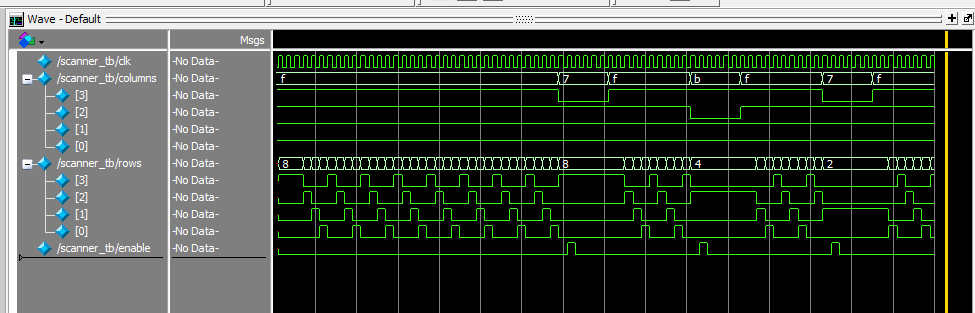 Wave - Default
Msgs
/scanner_tb/clk -No Data-
/scanner_tb/columns -No Data- f 7 f b f 7 f
[3] -No Data-
[2] -No Data-
[1] -No Data-
[0] -No Data-
/scanner_tb/rows -No Data- 8 8 4 2
[3] -No Data-
[2] -No Data-
[1] -No Data-
[0] -No Data-
/scanner_tb/enable -No Data-